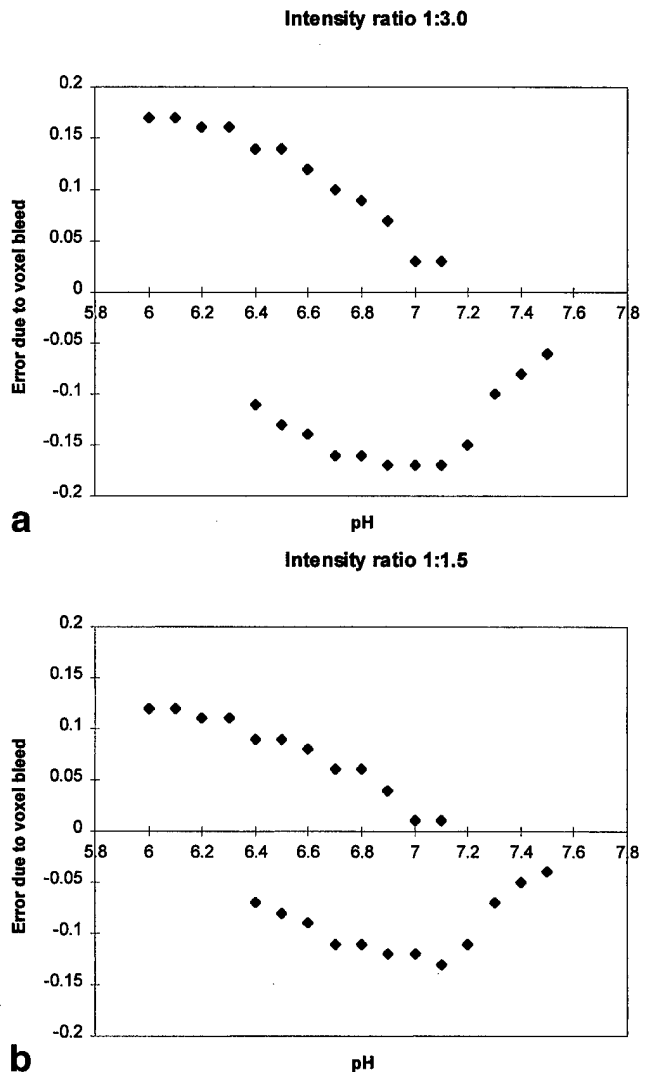 Intensity ratio 1:3.0
0.2
0.15
0.1
0.05
0
5.8 6 6.2 6.4 6.6 6.8 7 7.2 7.4 7.6 7.8
-0.05
-0.1
-0.15
-0.2
Error due to voxel bleed
pH
a
Intensity ratio 1:1.5
0.2
0.15
0.1
0.05
0
5.8 6 6.2 6.4 6.6 6.8 7 7.2 7.4 7.6 7.8
-0.05
-0.1
-0.15
-0.2
Error due to voxel bleed
pH
b